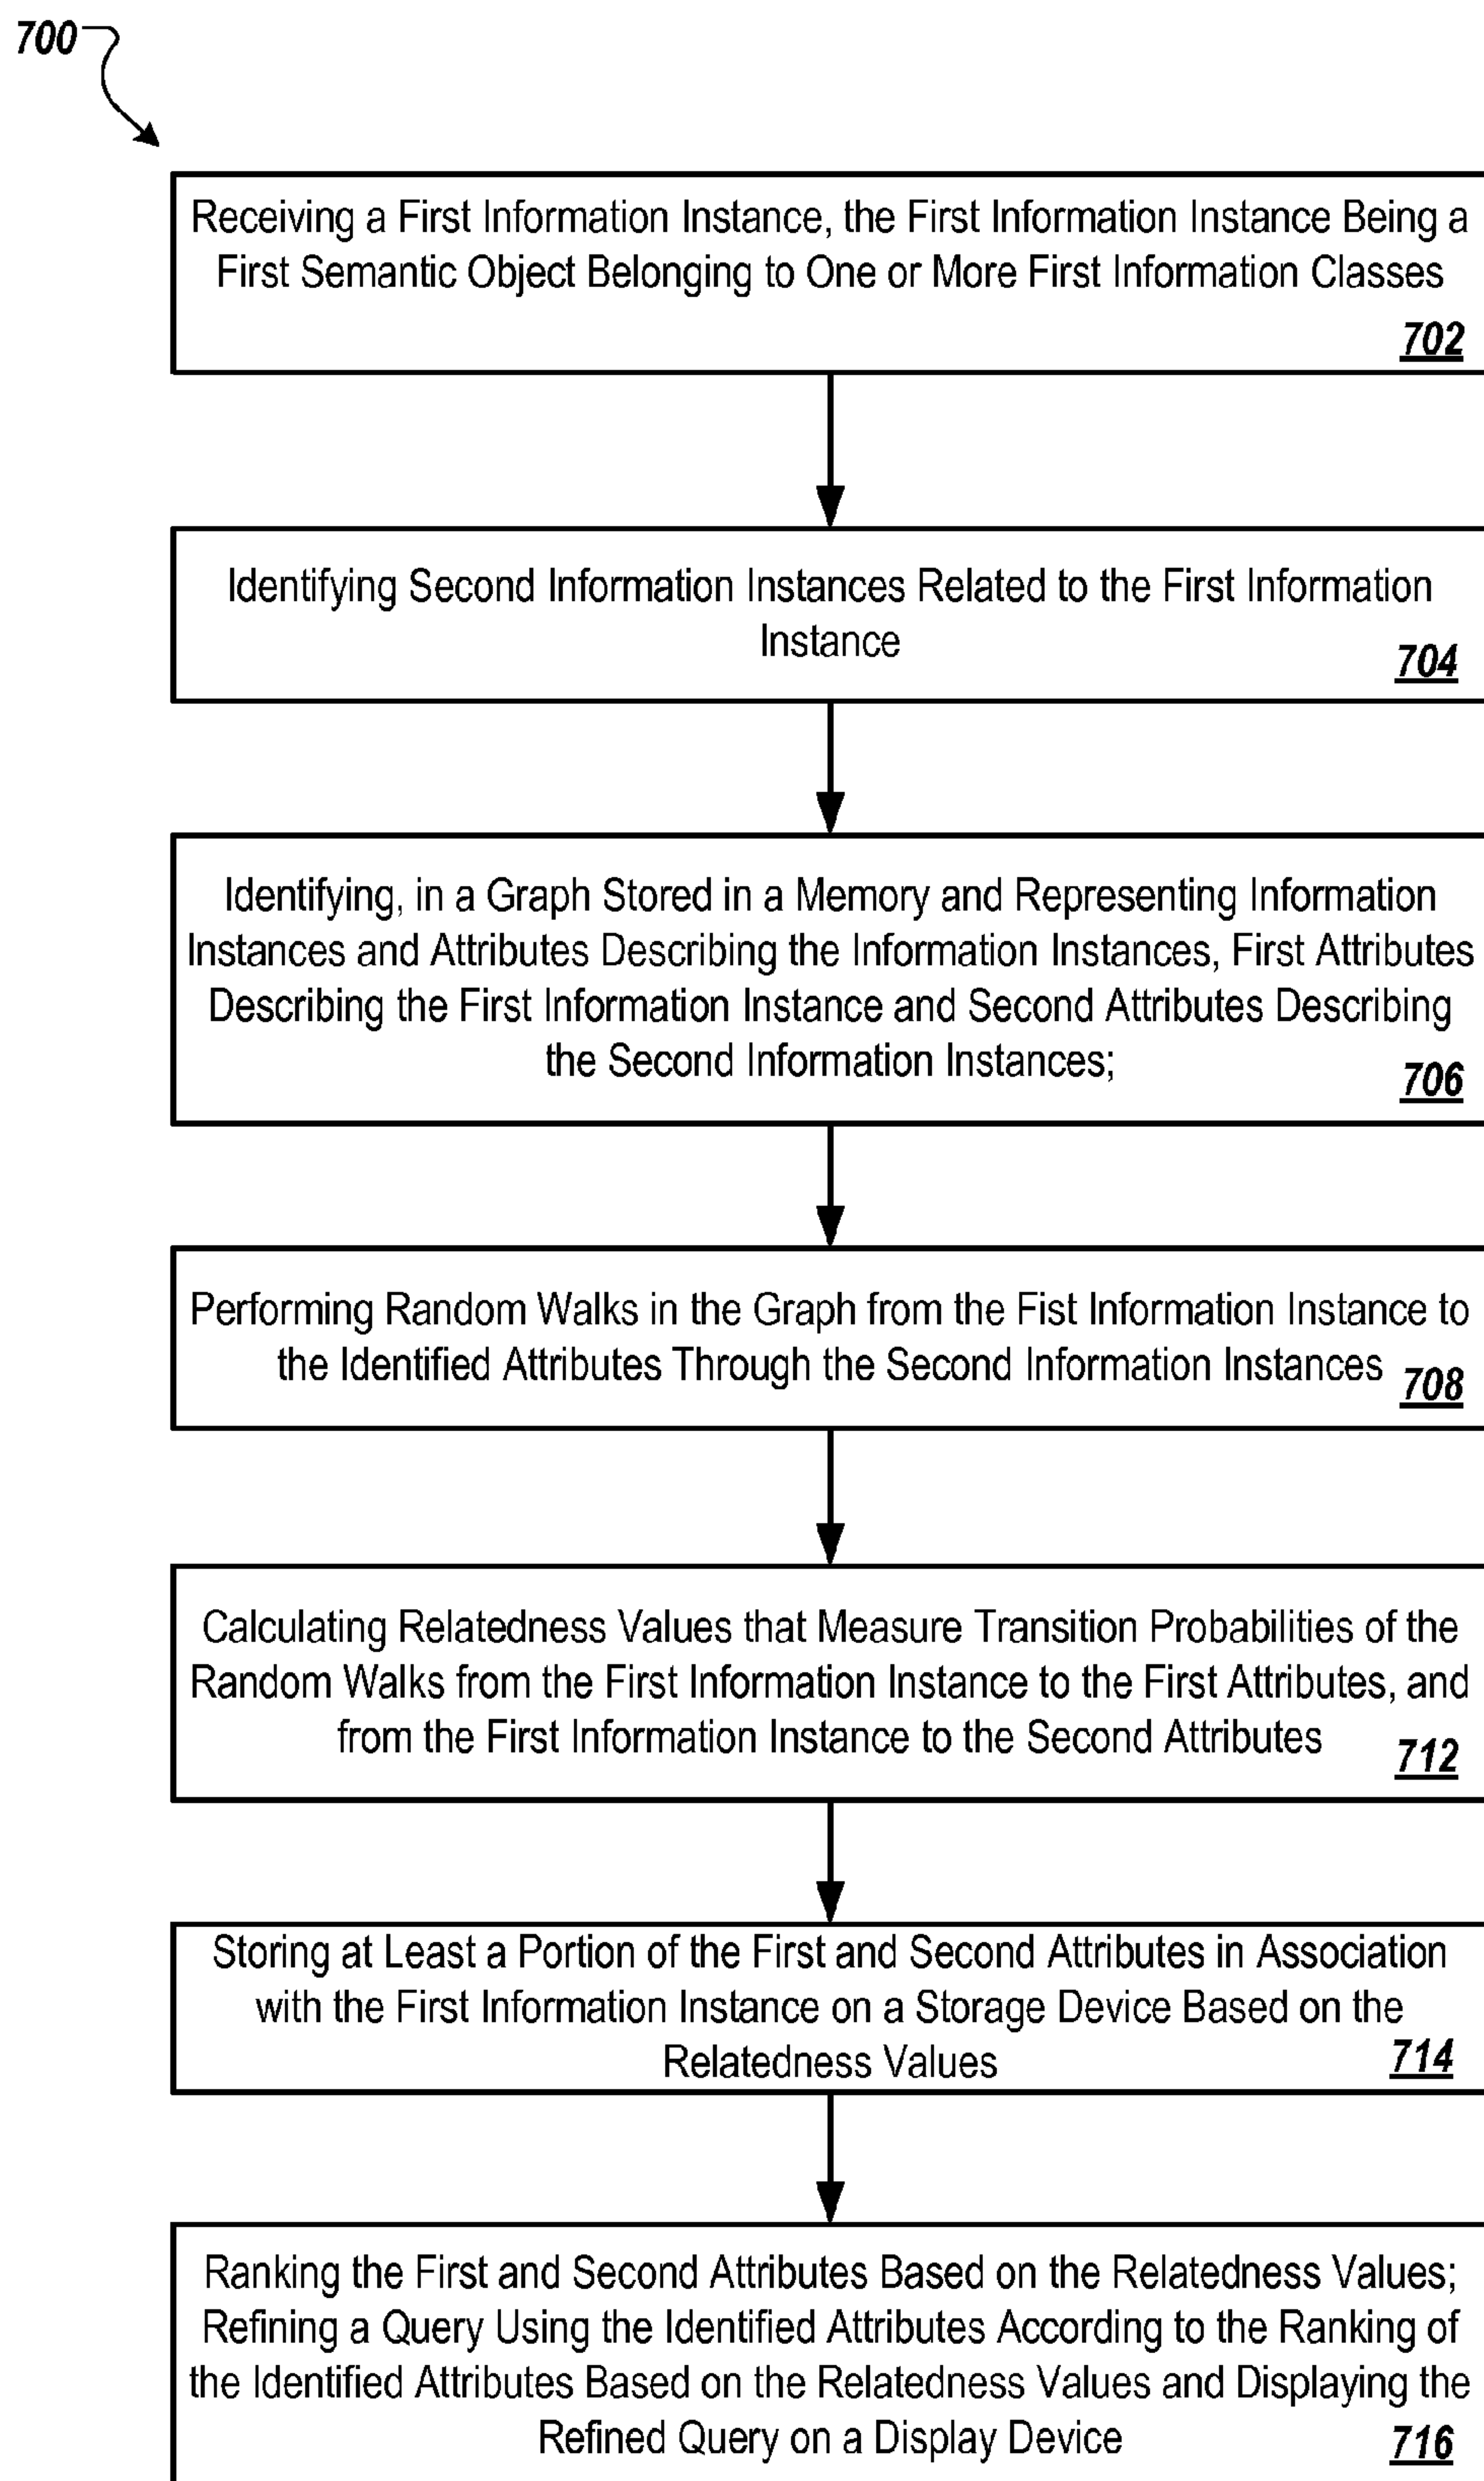 700
Receiving a First Information Instance, the First Information Instance Being a
First Semantic Object Belonging to One or More First Information Classes
702
Identifying Second Information Instances Related to the First Information
Instance
704
Identifying, in a Graph Stored in a Memory and Representing Information
Instances and Attributes Describing the Information Instances, First Attributes
Describing the First Information Instance and Second Attributes Describing
the Second Information Instances;
706
Performing Random Walks in the Graph from the Fist Information Instance to
the Identified Attributes Through the Second Information Instances
708
Calculating Relatedness Values that Measure Transition Probabilities of the
Random Walks from the First Information Instance to the First Attributes, and
from the First Information Instance to the Second Attributes
712
Storing at Least a Portion of the First and Second Attributes in Association
with the First Information Instance on a Storage Device Based on the
Relatedness Values
714
Ranking the First and Second Attributes Based on the Relatedness Values;
Refining a Query Using the Identified Attributes According to the Ranking of
the Identified Attributes Based on the Relatedness Values and Displaying the
Refined Query on a Display Device
716